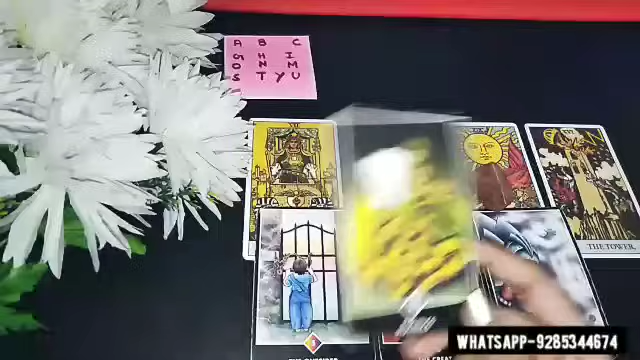 A B C
G H I
O N M
S T Y U
THE TOWER.
WHATSAPP-9285344674